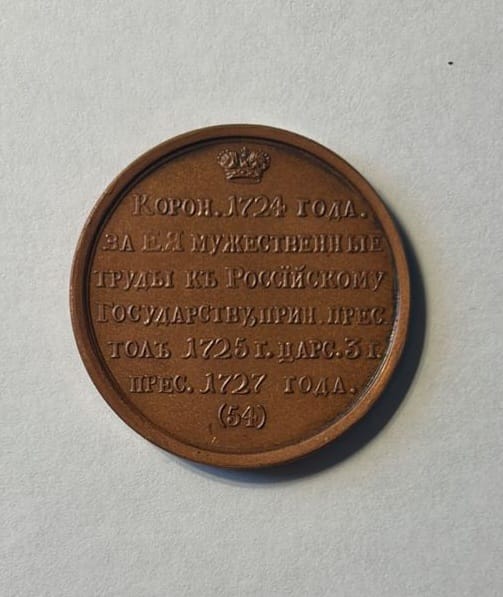 Корон. 1724 года.
за ея мужественные
труды къ Россійскому
Государству, прин. прес
толъ 1725 г. царс. 3 г.
прес. 1727 года.
(54)